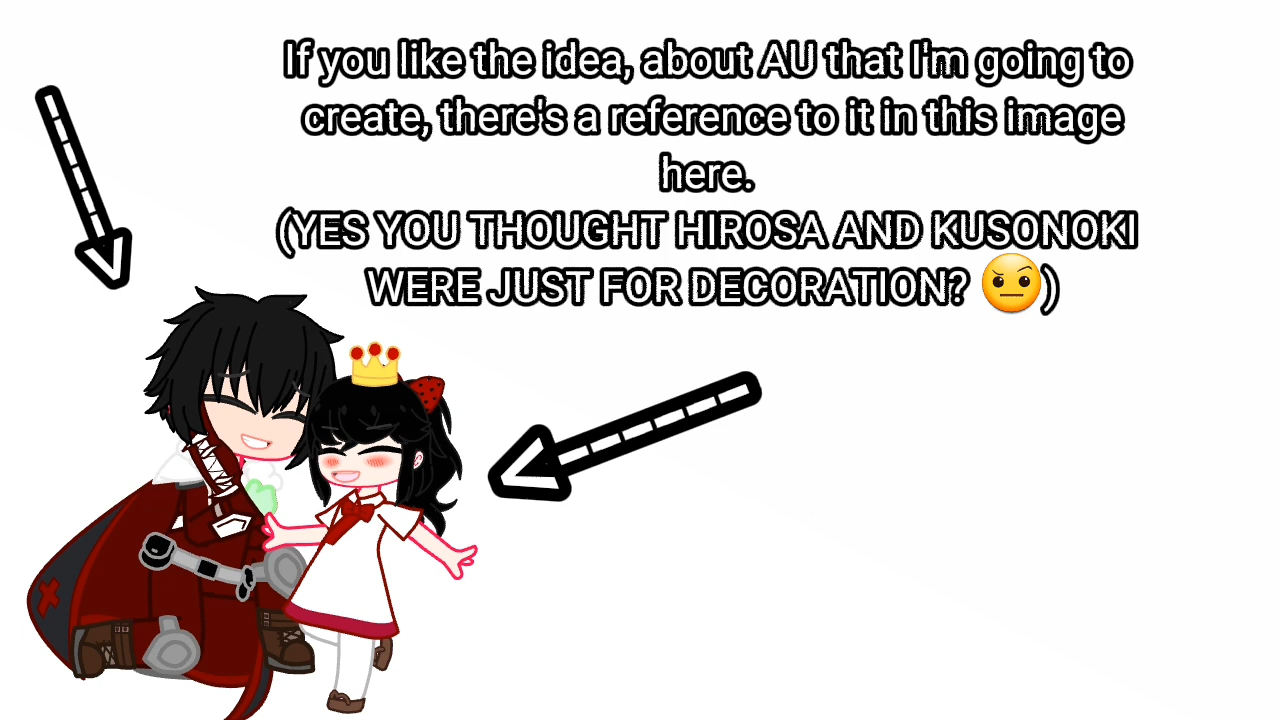 If you like the idea, about AU that I'm going to
create, there's a reference to it in this image
here.
(YES YOU THOUGHT HIROSA AND KUSONOKI
WERE JUST FOR DECORATION? 🤨)